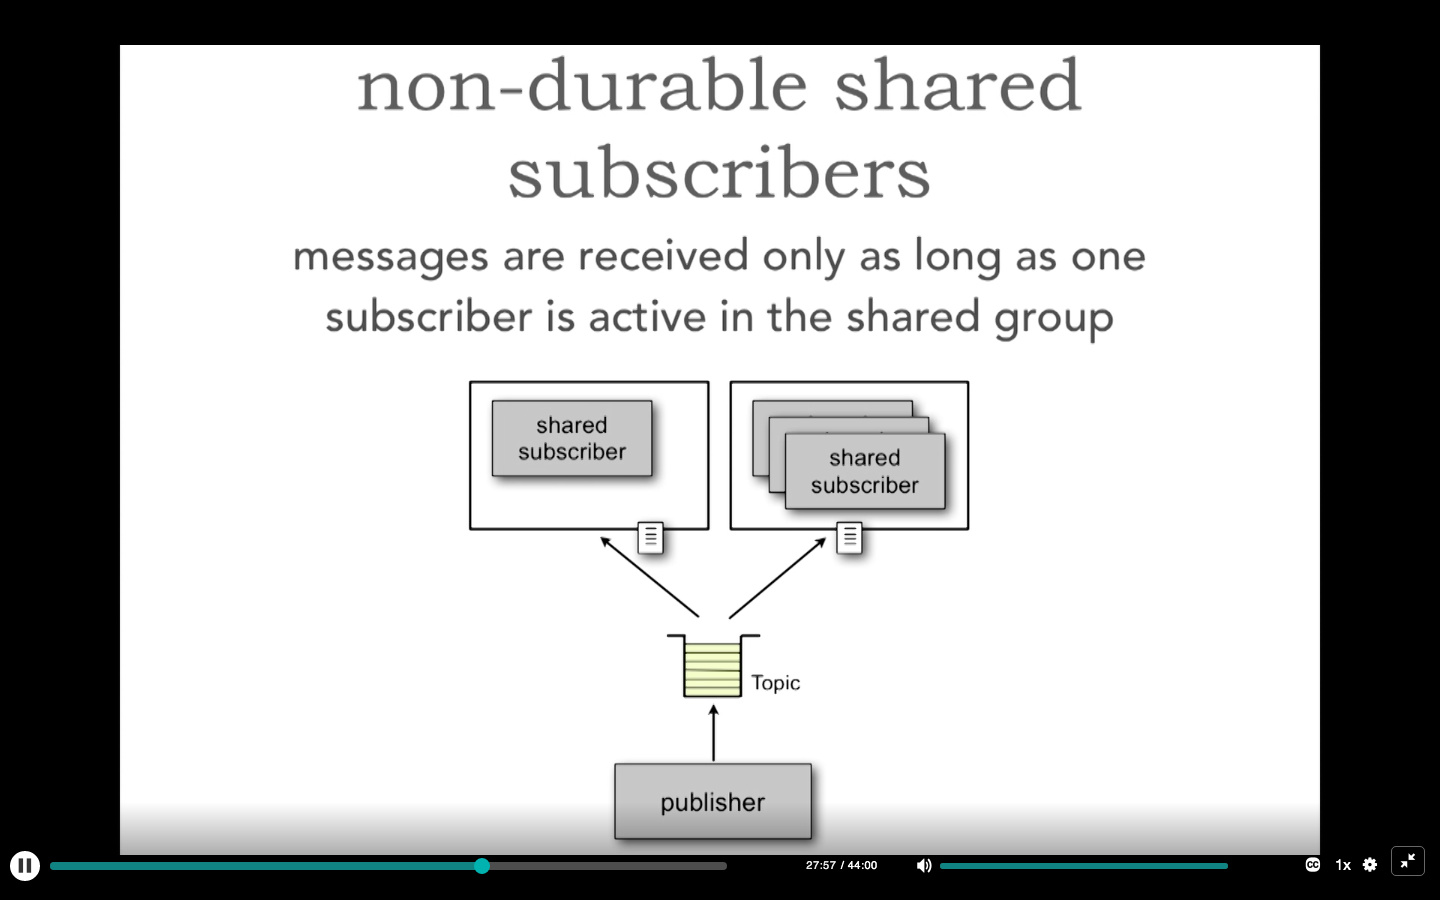 non-durable shared
subscribers
messages are received only as long as one
subscriber is active in the shared group
shared
subscriber
shared
subscriber
Topic
publisher
27:57 / 44:00
CC
1x